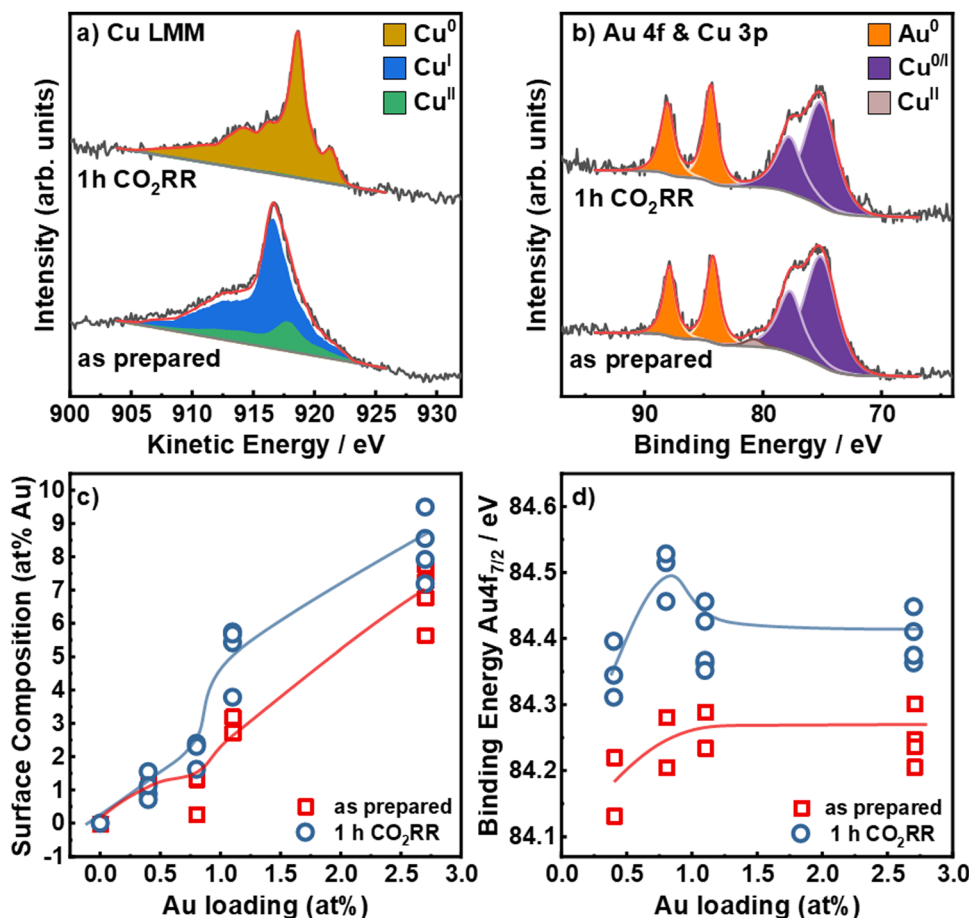 a) Cu LMM
Cu⁰
Cuᴵ
Cuᴵᴵ
1h CO₂RR
as prepared
Intensity (arb. units)
900 905 910 915 920 925 930
Kinetic Energy / eV
b) Au 4f & Cu 3p
Au⁰
Cu⁰/ᴵ
Cuᴵᴵ
1h CO₂RR
as prepared
Intensity (arb. units)
90 80 70
Binding Energy / eV
c)
10
9
8
7
6
5
4
3
2
1
0
-1
Surface Composition (at% Au)
as prepared
1 h CO₂RR
0.0 0.5 1.0 1.5 2.0 2.5 3.0
Au loading (at%)
d)
84.6
84.5
84.4
84.3
84.2
84.1
Binding Energy Au4f₇/₂ / eV
as prepared
1 h CO₂RR
0.0 0.5 1.0 1.5 2.0 2.5 3.0
Au loading (at%)